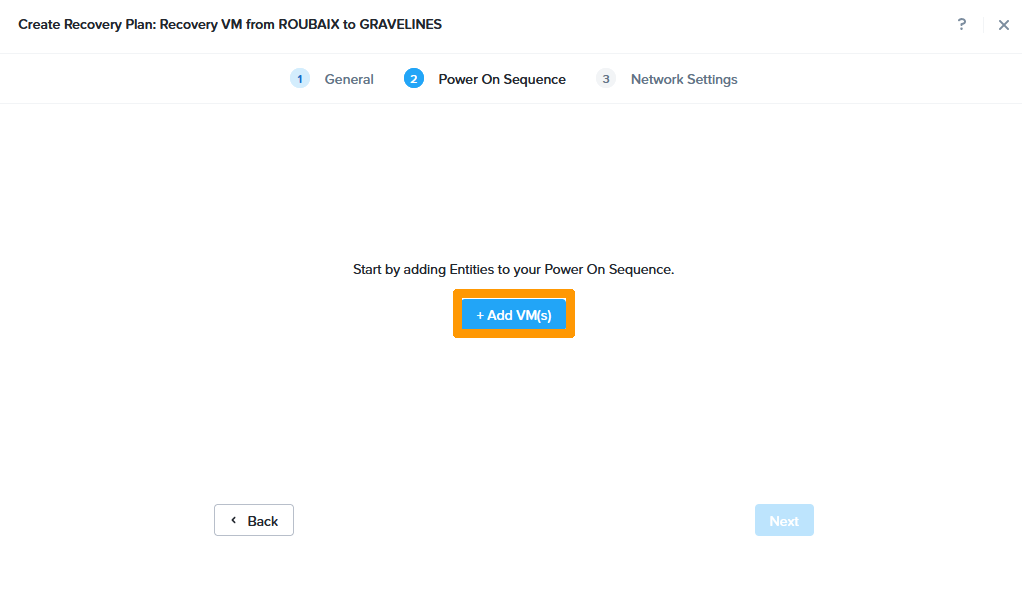 Create Recovery Plan: Recovery VM from ROUBAIX to GRAVELINES ?
1 General 2 Power On Sequence 3 Network Settings
Start by adding Entities to your Power On Sequence.
+ Add VM(s)
Back Next